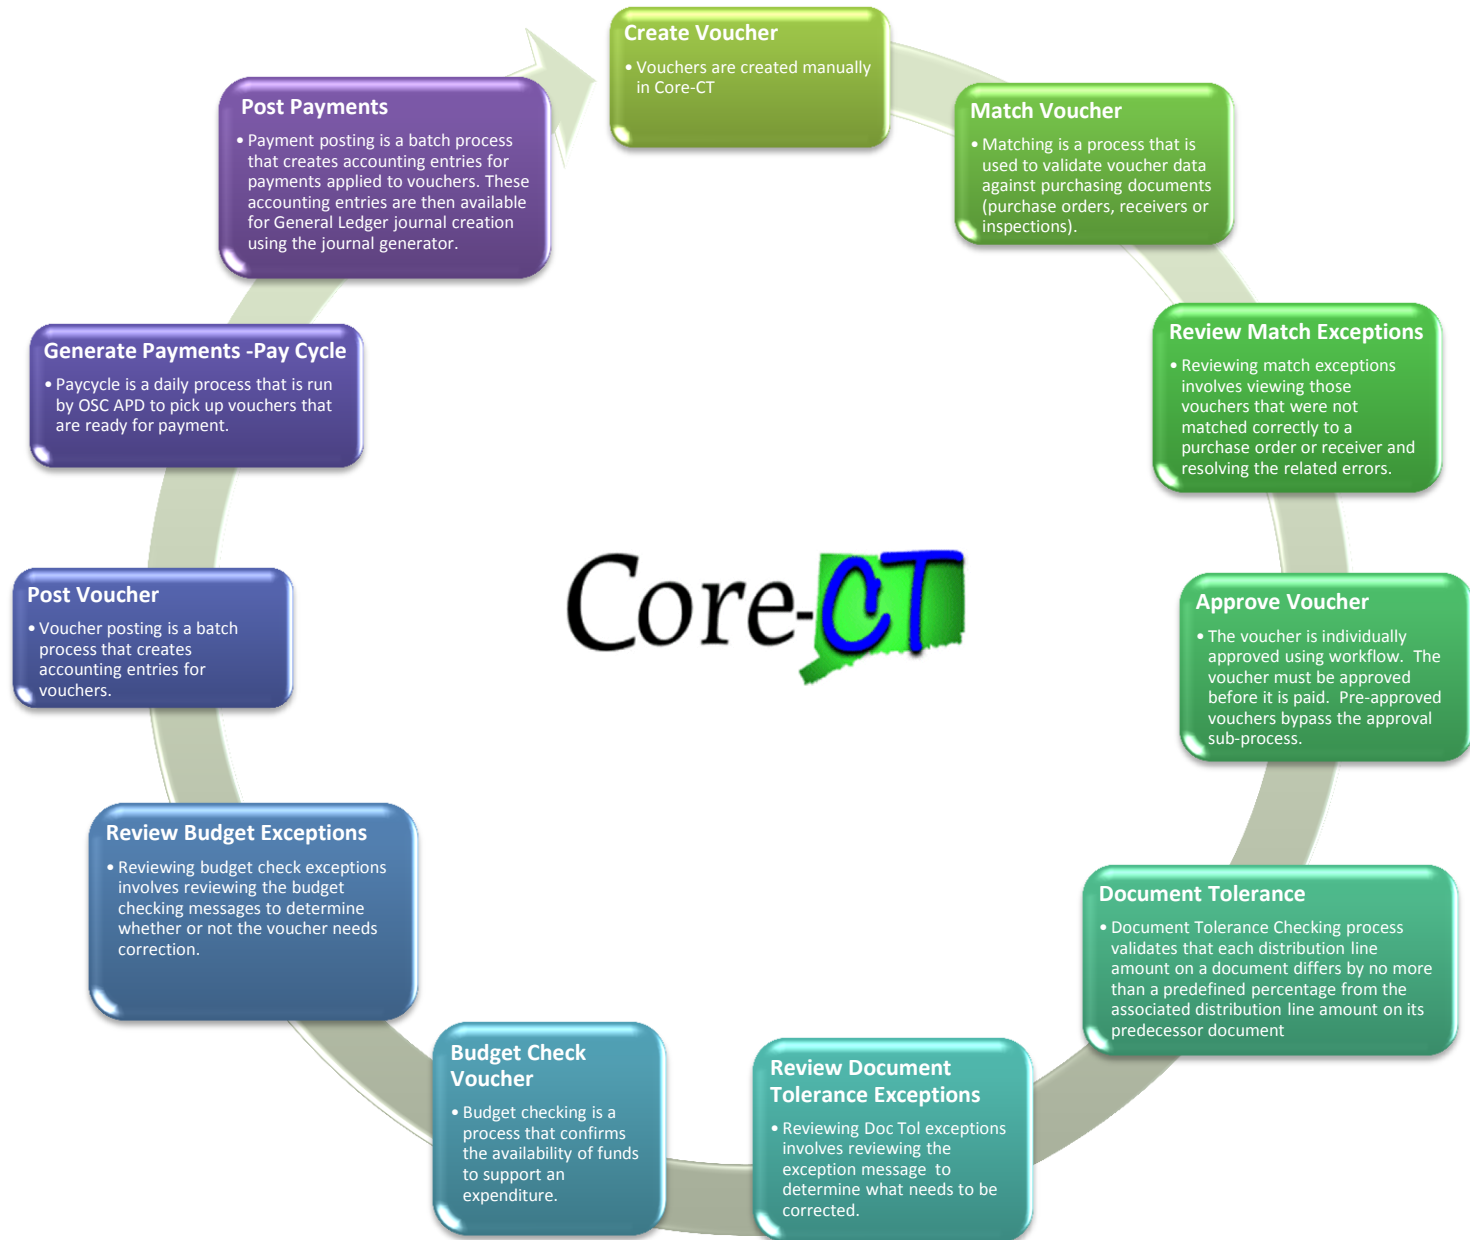 Create Voucher
• Vouchers are created manually
in Core-CT
Match Voucher
• Matching is a process that is
used to validate voucher data
against purchasing documents
(purchase orders, receivers or
inspections).
Review Match Exceptions
• Reviewing match exceptions
involves viewing those
vouchers that were not
matched correctly to a
purchase order or receiver and
resolving the related errors.
Approve Voucher
• The voucher is individually
approved using workflow.  The
voucher must be approved
before it is paid.  Pre-approved
vouchers bypass the approval
sub-process.
Document Tolerance
• Document Tolerance Checking process
validates that each distribution line
amount on a document differs by no more
than a predefined percentage from the
associated distribution line amount on its
predecessor document
Review Document
Tolerance Exceptions
• Reviewing Doc Tol exceptions
involves reviewing the
exception message  to
determine what needs to be
corrected.
Budget Check
Voucher
• Budget checking is a
process that confirms
the availability of funds
to support an
expenditure.
Review Budget Exceptions
• Reviewing budget check exceptions
involves reviewing the budget
checking messages to determine
whether or not the voucher needs
correction.
Post Voucher
• Voucher posting is a batch
process that creates
accounting entries for
vouchers.
Generate Payments -Pay Cycle
• Paycycle is a daily process that is run
by OSC APD to pick up vouchers that
are ready for payment.
Post Payments
• Payment posting is a batch process
that creates accounting entries for
payments applied to vouchers. These
accounting entries are then available
for General Ledger journal creation
using the journal generator.
Core-CT